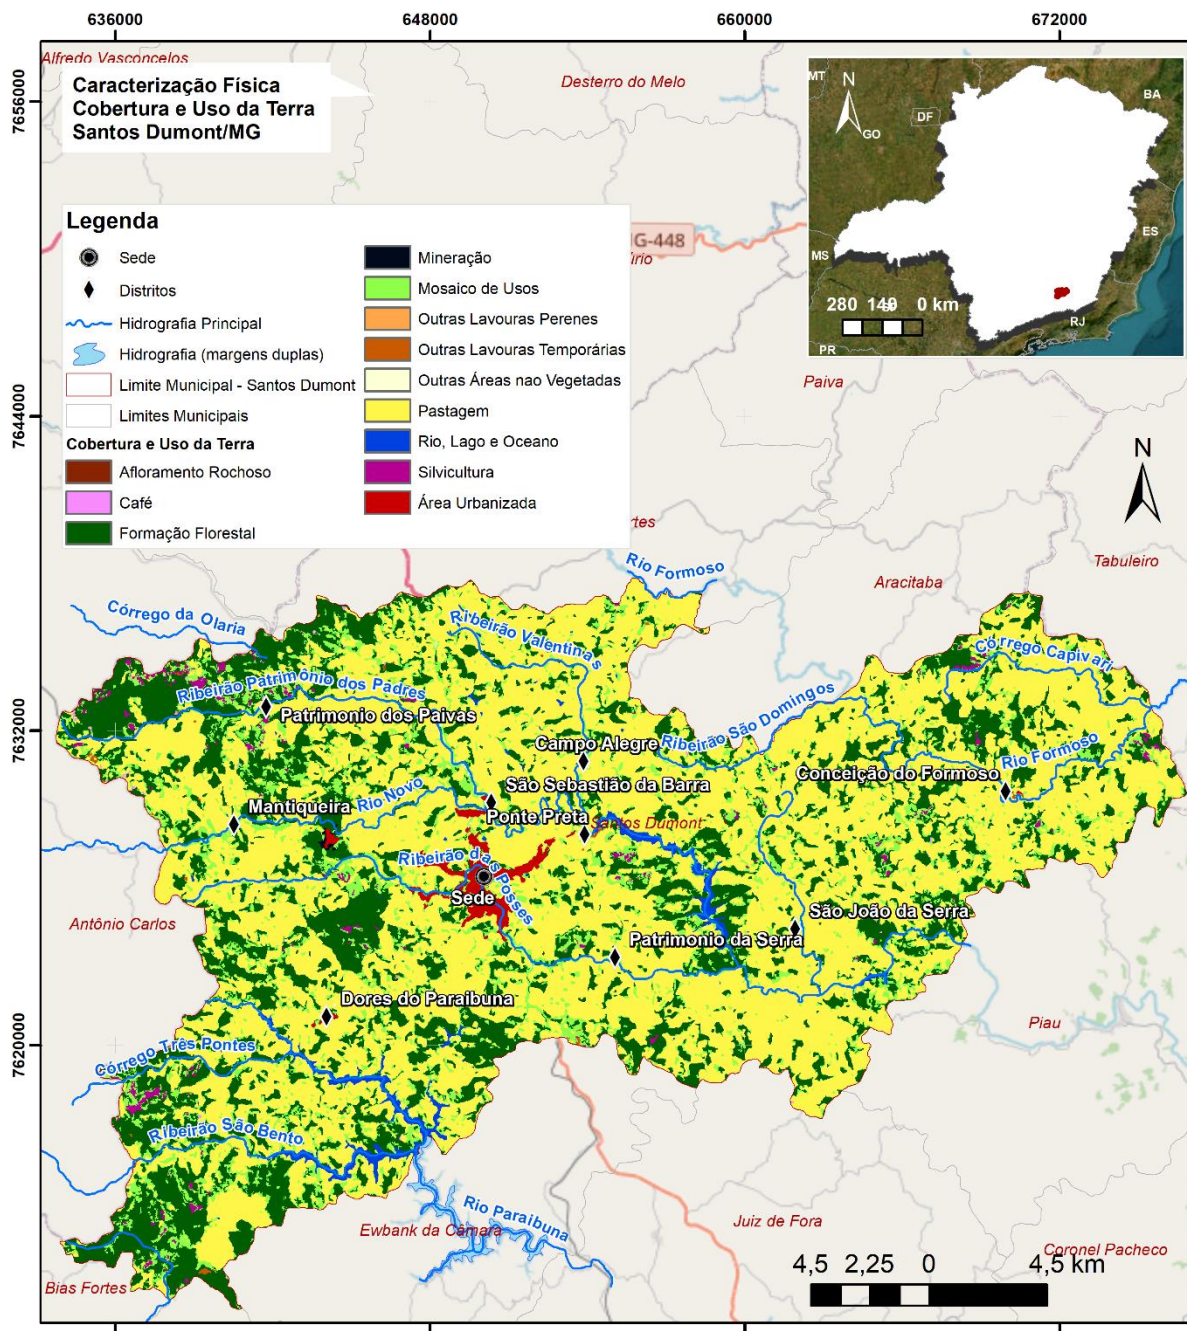 636000
648000
660000
672000
7656000
7644000
7632000
7620000
Alfredo Vasconcelos
Caracterização Física
Cobertura e Uso da Terra
Santos Dumont/MG
Desterro do Melo
MT
N
BA
DF
GO
ES
MS
280 140 0 km
RJ
PR
Legenda
Sede
Distritos
Hidrografia Principal
Hidrografia (margens duplas)
Limite Municipal - Santos Dumont
Limites Municipais
Cobertura e Uso da Terra
Afloramento Rochoso
Café
Formação Florestal
Mineração
Mosaico de Usos
Outras Lavouras Perenes
Outras Lavouras Temporárias
Outras Áreas nao Vegetadas
Pastagem
Rio, Lago e Oceano
Silvicultura
Área Urbanizada
G-448
Paiva
N
rtes
Tabuleiro
Rio Formoso
Aracitaba
Córrego da Olaria
Ribeirão Valentinas
Córrego Capivari
Ribeirão Patrimônio dos Padres
Patrimonio dos Paivas
Ribeirão São Domingos
Campo Alegre
Rio Formoso
Conceição do Formoso
São Sebastião da Barra
Rio Novo
Mantiqueira
Ponte Preta
Santos Dumont
Ribeirão das Posses
Sede
Antônio Carlos
São João da Serra
Patrimonio da Serra
Dores do Paraibuna
Piau
Córrego Três Pontes
Ribeirão São Bento
Rio Paraibuna
Ewbank da Câmara
Juiz de Fora
Coronel Pacheco
Bias Fortes
4,5 2,25 0 4,5 km